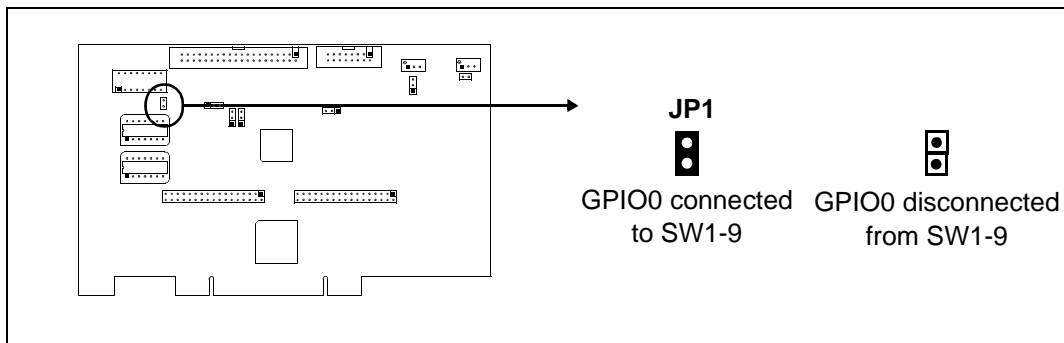 JP1
GPIO0 connected
to SW1-9
GPIO0 disconnected
from SW1-9